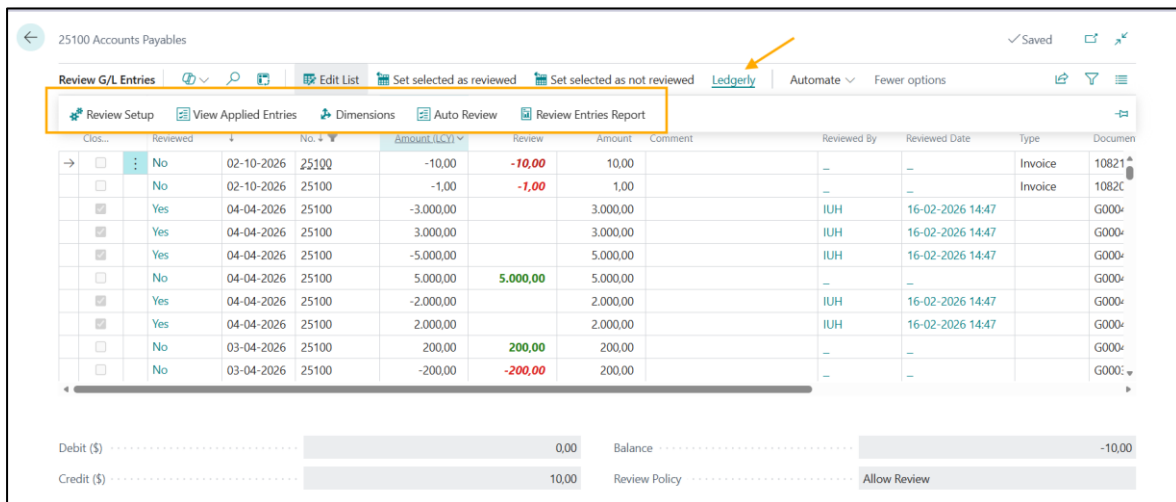 25100 Accounts Payables Saved
Review G/L Entries Edit List Set selected as reviewed Set selected as not reviewed Ledgerly Automate Fewer options
Review Setup View Applied Entries Dimensions Auto Review Review Entries Report
Clos... Reviewed ↓ No. ↓ Amount (LCY) Review Amount Comment Reviewed By Reviewed Date Type Documen
→ No 02-10-2026 25100 -10,00 -10,00 10,00 _ _ Invoice 10821
No 02-10-2026 25100 -1,00 -1,00 1,00 _ _ Invoice 1082
Yes 04-04-2026 25100 -3.000,00 3.000,00 IUH 16-02-2026 14:47 G000
Yes 04-04-2026 25100 3.000,00 3.000,00 IUH 16-02-2026 14:47 G000
Yes 04-04-2026 25100 -5.000,00 5.000,00 IUH 16-02-2026 14:47 G000
No 04-04-2026 25100 5.000,00 5.000,00 5.000,00 _ _ G000
Yes 04-04-2026 25100 -2.000,00 2.000,00 IUH 16-02-2026 14:47 G000
Yes 04-04-2026 25100 2.000,00 2.000,00 IUH 16-02-2026 14:47 G000
No 03-04-2026 25100 200,00 200,00 200,00 _ _ G000
No 03-04-2026 25100 -200,00 -200,00 200,00 _ _ G000
Debit ($) 0,00 Balance -10,00
Credit ($) 10,00 Review Policy Allow Review